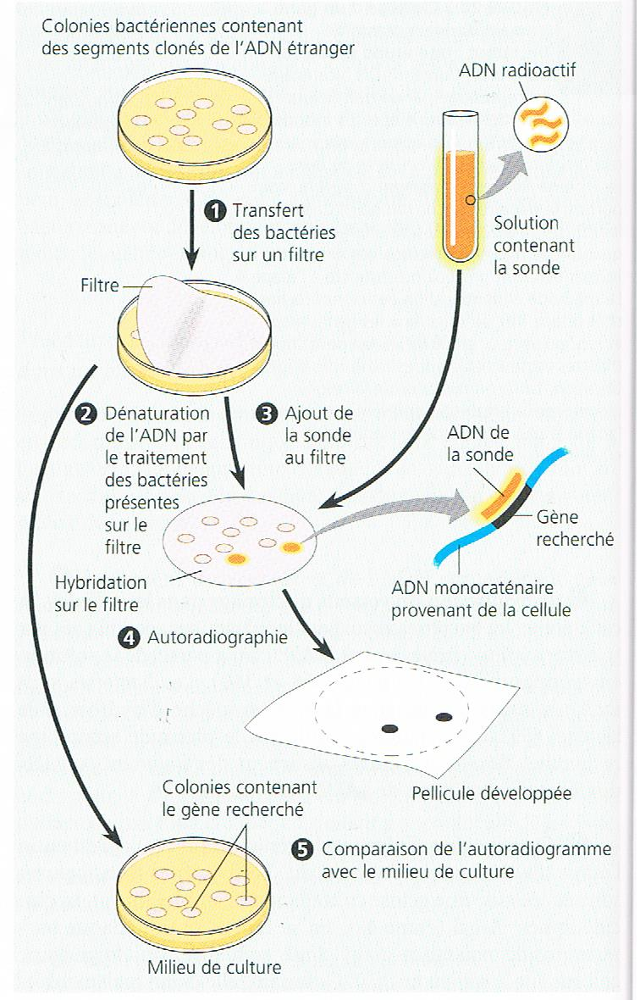 Colonies bactériennes contenant
des segments clonés de l'ADN étranger
ADN radioactif
1 Transfert
des bactéries
sur un filtre
Solution
contenant
la sonde
Filtre
2 Dénaturation
de l'ADN par
le traitement
des bactéries
présentes
sur le
filtre
3 Ajout de
la sonde
au filtre
ADN de
la sonde
Gène
recherché
ADN monocaténaire
provenant de la cellule
Hybridation
sur le filtre
4 Autoradiographie
Pellicule développée
Colonies contenant
le gène recherché
5 Comparaison de l'autoradiogramme
avec le milieu de culture
Milieu de culture